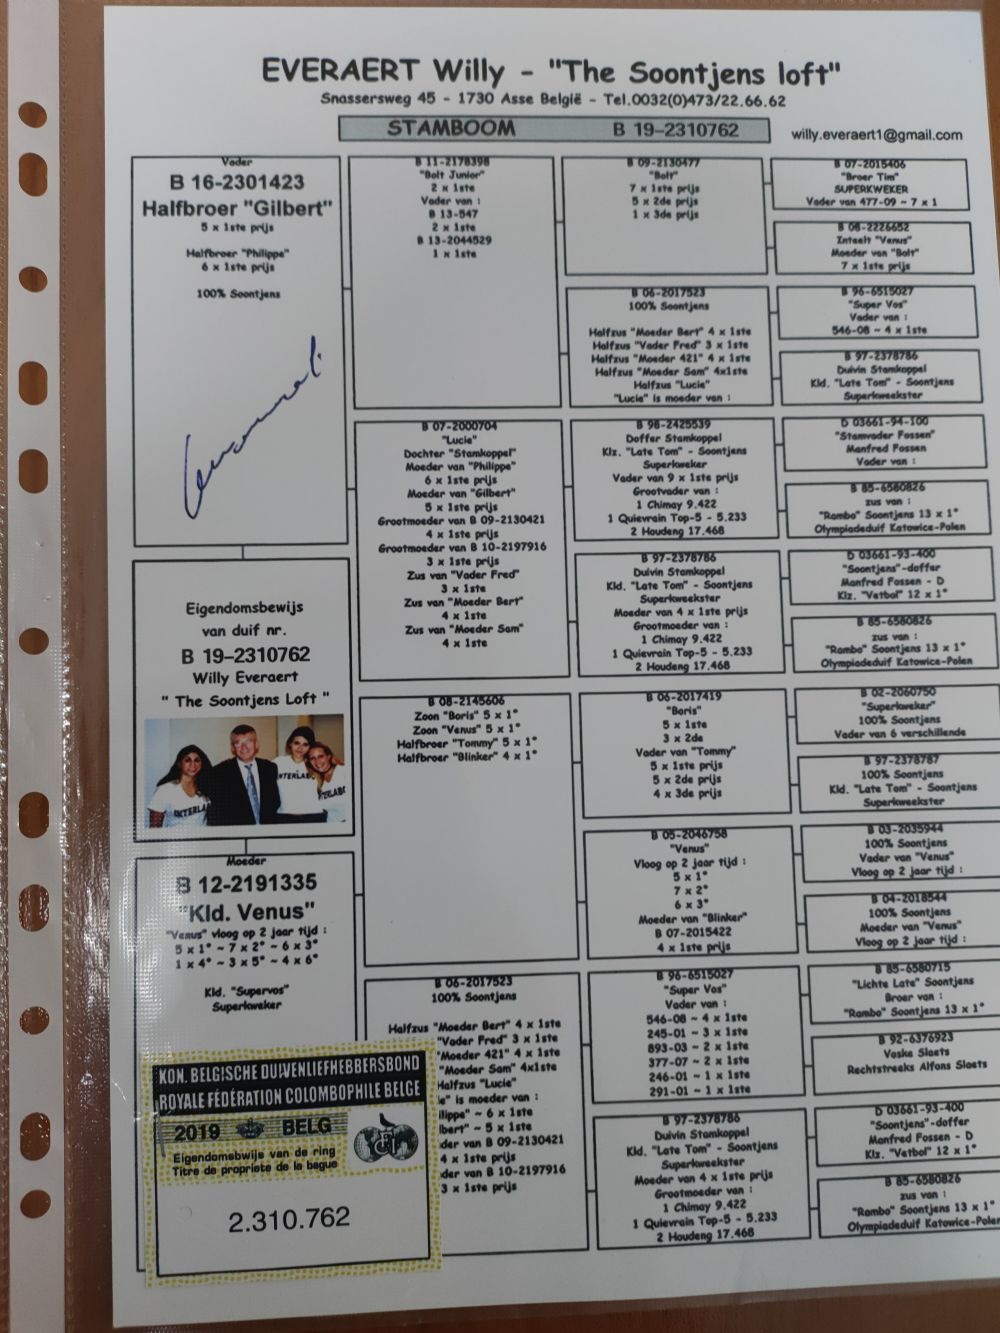 EVERAERT Willy - "The Soontjens loft"
Snassersweg 45 - 1730 Asse België - Tel.0032(0)473/22.66.62
STAMBOOM B 19-2310762
willy.everaert1@gmail.com
Vader
B 16-2301423
Halfbroer "Gilbert"
5 x 1ste prijs
Halfbroer "Philippe"
6 x 1ste prijs
100% Soontjens
Eigendomsbewijs
van duif nr.
B 19-2310762
Willy Everaert
" The Soontjens Loft "
INTERLA
NTERLAB
TERLABO
Moeder
B 12-2191335
"Kld. Venus"
"Venus" vloog op 2 jaar tijd :
5 x 1° ~ 7 x 2° ~ 6 x 3°
1 x 4° ~ 3 x 5° ~ 4 x 6°
Kld. "Supervos"
Superkweker
KON. BELGISCHE DUIVENLIEFHEBBERSBOND
ROYALE FÉDÉRATION COLOMBOPHILE BELGE
2019 BELG
Eigendomsbewijs van de ring
Titre de propriete de la bague
2.310.762
B 11-2178398
"Bolt Junior"
2 x 1ste
Vader van :
B 13-547
2 x 1ste
B 13-2044529
1 x 1ste
B 07-2000704
"Lucie"
Dochter "Stamkoppel"
Moeder van "Philippe"
6 x 1ste prijs
Moeder van "Gilbert"
5 x 1ste prijs
Grootmoeder van B 09-2130421
4 x 1ste prijs
Grootmoeder van B 10-2197916
3 x 1ste prijs
Zus van "Vader Fred"
3 x 1ste
Zus van "Moeder Bert"
4 x 1ste
Zus van "Moeder Sam"
4 x 1ste
B 08-2145606
Zoon "Boris" 5 x 1°
Zoon "Venus" 5 x 1°
Halfbroer "Tommy" 5 x 1°
Halfbroer "Blinker" 4 x 1°
B 06-2017523
100% Soontjens
Halfzus "Moeder Bert" 4 x 1ste
"Vader Fred" 3 x 1ste
"Moeder 421" 4 x 1ste
"Moeder Sam" 4x1ste
Halfzus "Lucie"
ie" is moeder van :
ilippe" ~ 6 x 1ste
lbert" ~ 5 x 1ste
der van B 09-2130421
4 x 1ste prijs
der van B 10-2197916
3 x 1ste prijs
B 09-2130477
"Bolt"
7 x 1ste prijs
5 x 2de prijs
1 x 3de prijs
B 06-2017523
100% Soontjens
Halfzus "Moeder Bert" 4 x 1ste
Halfzus "Vader Fred" 3 x 1ste
Halfzus "Moeder 421" 4 x 1ste
Halfzus "Moeder Sam" 4x1ste
Halfzus "Lucie"
"Lucie" is moeder van :
B 98-2425539
Doffer Stamkoppel
Klz. "Late Tom" - Soontjens
Superkweker
Vader van 9 x 1ste prijs
Grootvader van :
1 Chimay 9.422
1 Quievrain Top-5 - 5.233
2 Houdeng 17.468
B 97-2378786
Duivin Stamkoppel
Kld. "Late Tom" - Soontjens
Superkweekster
Moeder van 4 x 1ste prijs
Grootmoeder van :
1 Chimay 9.422
1 Quievrain Top-5 - 5.233
2 Houdeng 17.468
B 06-2017419
"Boris"
5 x 1ste
3 x 2de
Vader van "Tommy"
5 x 1ste prijs
5 x 2de prijs
4 x 3de prijs
B 05-2046758
"Venus"
Vloog op 2 jaar tijd :
5 x 1°
7 x 2°
6 x 3°
Moeder van "Blinker"
B 07-2015422
4 x 1ste prijs
B 96-6515027
"Super Vos"
Vader van :
546-08 ~ 4 x 1ste
245-01 ~ 3 x 1ste
893-03 ~ 2 x 1ste
377-07 ~ 2 x 1ste
246-01 ~ 1 x 1ste
291-01 ~ 1 x 1ste
B 97-2378786
Duivin Stamkoppel
Kld. "Late Tom" - Soontjens
Superkweekster
Moeder van 4 x 1ste prijs
Grootmoeder van :
1 Chimay 9.422
1 Quievrain Top-5 - 5.233
2 Houdeng 17.468
B 07-2015406
"Broer Tim"
SUPERKWEKER
Vader van 477-09 ~ 7 x 1
B 08-2226652
Inteelt "Venus"
Moeder van "Bolt"
7 x 1ste prijs
B 96-6515027
"Super Vos"
Vader van :
546-08 ~ 4 x 1ste
B 97-2378786
Duivin Stamkoppel
Kld. "Late Tom" - Soontjens
Superkweekster
D 03661-94-100
"Stamvader Fossen"
Manfred Fossen
Vader van :
B 85-6580826
zus van :
"Rambo" Soontjens 13 x 1°
Olympiadeduif Katowice-Polen
D 03661-93-400
"Soontjens"-doffer
Manfred Fossen - D
Klz. "Vetbol" 12 x 1°
B 85-6580826
zus van :
"Rambo" Soontjens 13 x 1°
Olympiadeduif Katowice-Polen
B 02-2060750
"Superkweker"
100% Soontjens
Vader van 6 verschillende
B 97-2378787
100% Soontjens
Kld. "Late Tom" - Soontjens
Superkweekster
B 03-2035944
100% Soontjens
Vader van "Venus"
Vloog op 2 jaar tijd :
B 04-2018544
100% Soontjens
Moeder van "Venus"
Vloog op 2 jaar tijd :
B 85-6580715
"Lichte Late" Soontjens
Broer van :
"Rambo" Soontjens 13 x 1°
B 92-6376923
Voske Slaets
Rechtstreeks Alfons Slaets
D 03661-93-400
"Soontjens"-doffer
Manfred Fossen - D
Klz. "Vetbol" 12 x 1°
B 85-6580826
zus van :
"Rambo" Soontjens 13 x 1°
Olympiadeduif Katowice-Polen